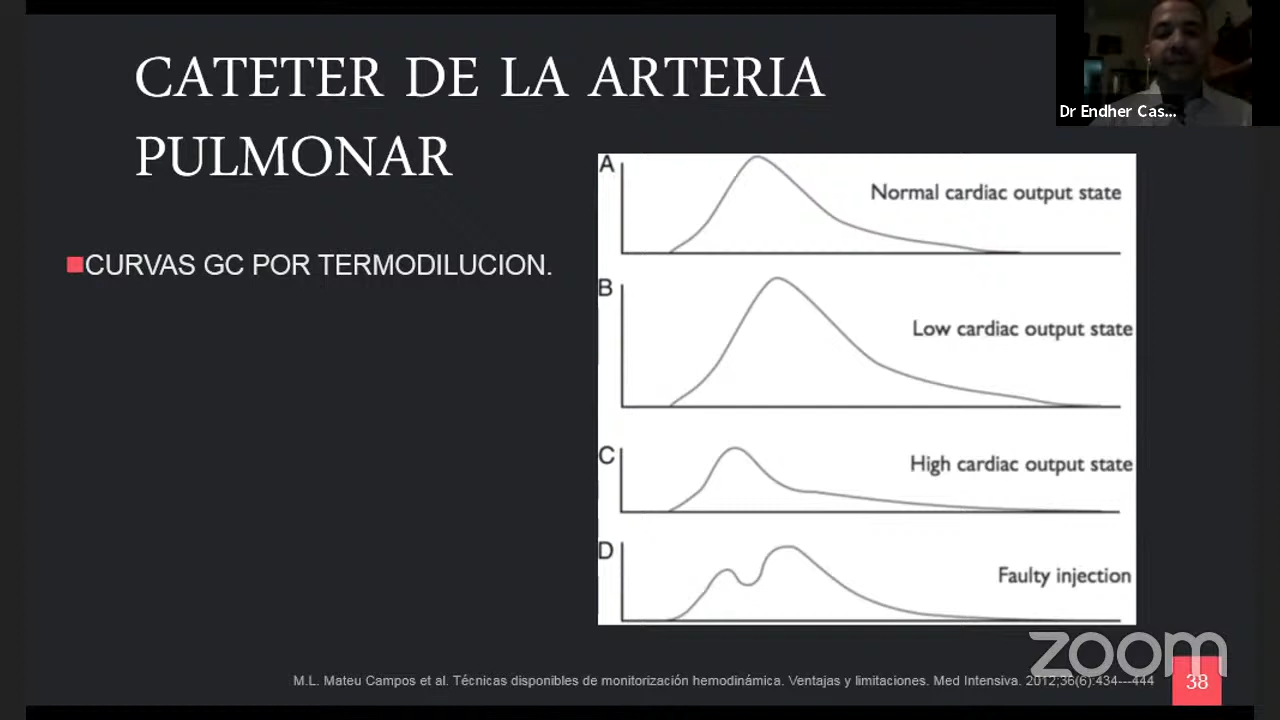 CATETER DE LA ARTERIA
PULMONAR
Dr Endher Cas...
CURVAS GC POR TERMODILUCION.
A
Normal cardiac output state
B
Low cardiac output state
C
High cardiac output state
D
Faulty injection
zoom
M.L. Mateu Campos et al. Técnicas disponibles de monitorización hemodinámica. Ventajas y limitaciones. Med Intensiva. 2012;36(6):434---444
38